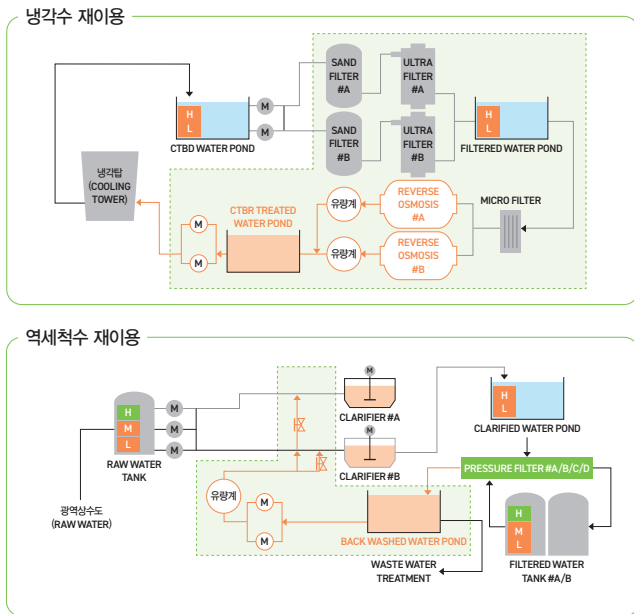 냉각수 재이용
SAND
FILTER
#A
ULTRA
FILTER
#A
M
H
L
M
CTBD WATER POND
SAND
FILTER
#B
ULTRA
FILTER
#B
H
L
FILTERED WATER POND
냉각탑
(COOLING
TOWER)
CTBR TREATED
WATER POND
유량계
REVERSE
OSMOSIS
#A
MICRO FILTER
M
M
유량계
REVERSE
OSMOSIS
#B
역세척수 재이용
M
H
M
L
M
M
M
RAW WATER
TANK
CLARIFIER #A
M
CLARIFIER #B
H
L
CLARIFIED WATER POND
PRESSURE FILTER #A/B/C/D
광역상수도
(RAW WATER)
유량계
M
M
BACK WASHED WATER POND
WASTE WATER
TREATMENT
H
M
L
FILTERED WATER
TANK #A/B